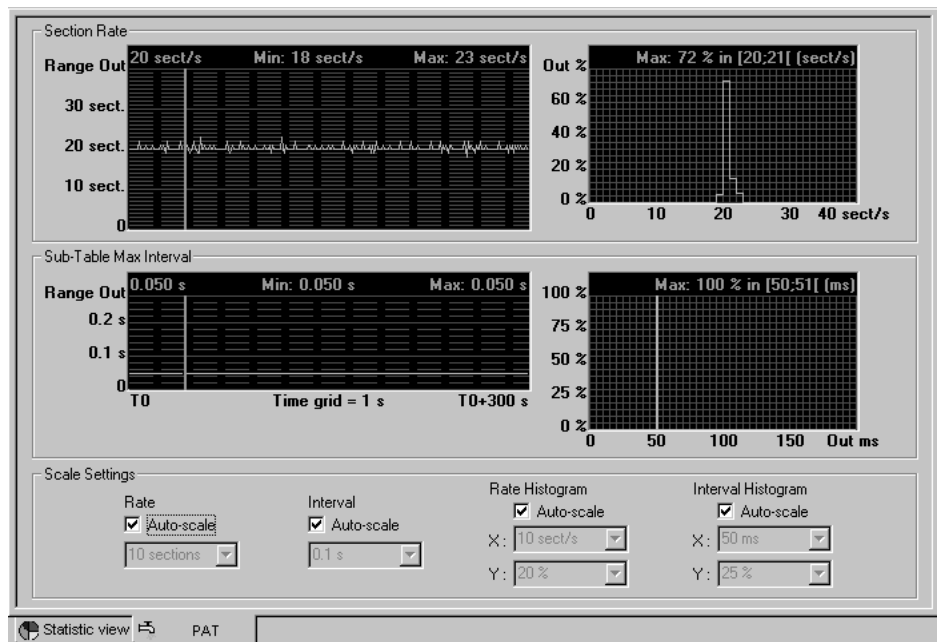 Section Rate
20 sect/s Min: 18 sect/s Max: 23 sect/s
Range Out
30 sect.
20 sect.
10 sect.
0
Max: 72 % in [20;21[ (sect/s)
Out %
60 %
40 %
20 %
0 %
0 10 20 30 40 sect/s
Sub-Table Max Interval
0.050 s Min: 0.050 s Max: 0.050 s
Range Out
0.2 s
0.1 s
0
T0 Time grid = 1 s T0+300 s
Max: 100 % in [50;51[ (ms)
100 %
75 %
50 %
25 %
0 %
0 50 100 150 Out ms
Scale Settings
Rate
Auto-scale
10 sections
Interval
Auto-scale
0.1 s
Rate Histogram
Auto-scale
X: 10 sect/s
Y: 20 %
Interval Histogram
Auto-scale
X: 50 ms
Y: 25 %
Statistic view PAT